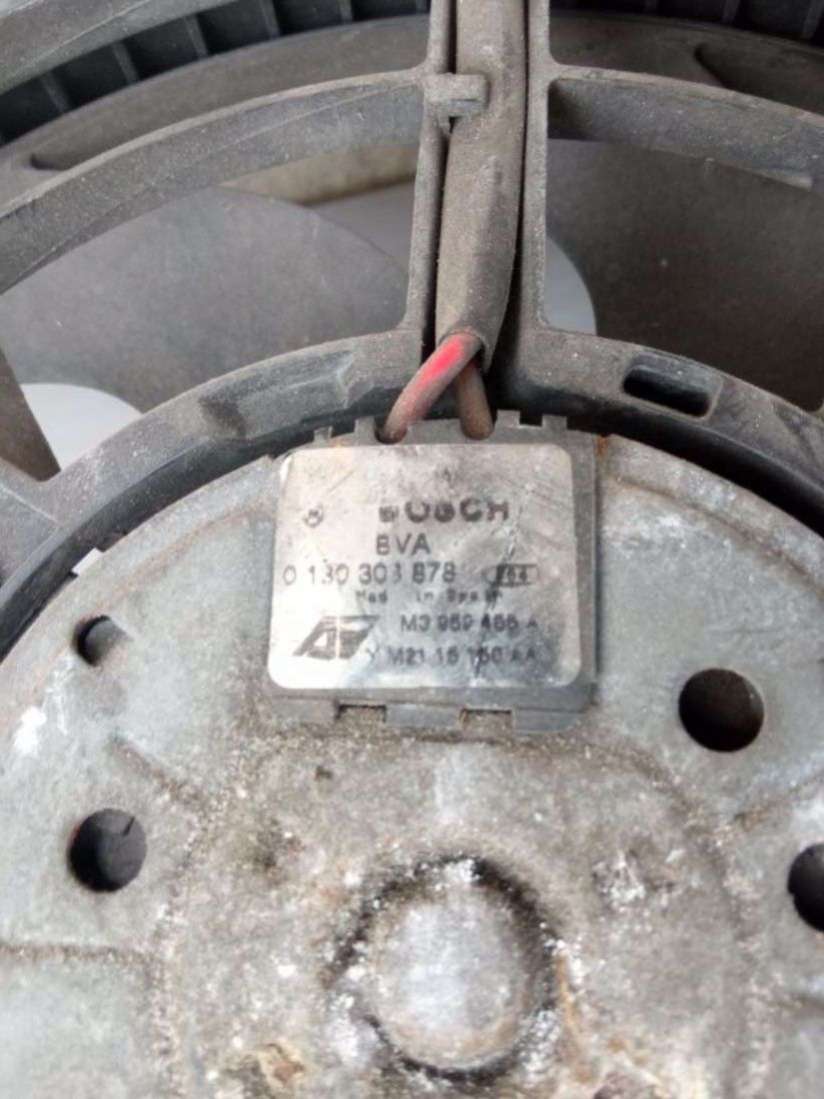 BOSCH
BVA
0 130 303 878
Made in Spain
M3 959 455 A
M21 15 150 AA